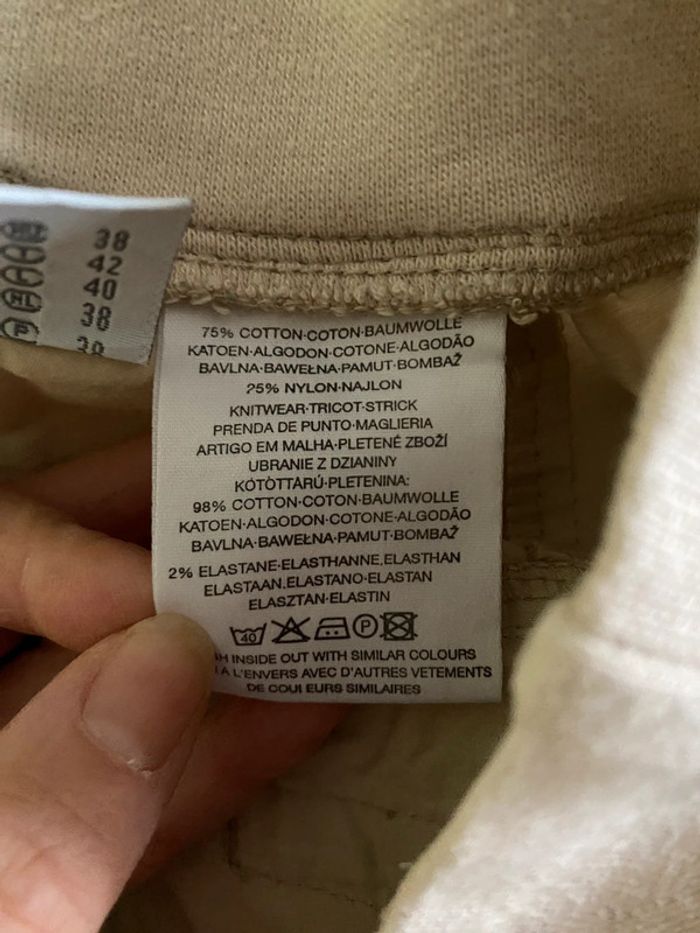 38
42
40
38
75% COTTON·COTON·BAUMWOLLE
KATOEN·ALGODON·COTONE·ALGODÃO
BAVLNA·BAWEŁNA·PAMUT·BOMBAŽ
25% NYLON·NAJLON
KNITWEAR·TRICOT·STRICK
PRENDA DE PUNTO·MAGLIERIA
ARTIGO EM MALHA·PLETENÉ ZBOŽÍ
UBRANIE Z DZIANINY
KÓTÖTTÁRÚ·PLETENINA:
98% COTTON·COTON·BAUMWOLLE
KATOEN·ALGODON·COTONE·ALGODÃO
BAVLNA·BAWEŁNA·PAMUT·BOMBAŽ
2% ELASTANE·ELASTHANNE,ELASTHAN
ELASTAAN,ELASTANO·ELASTAN
ELASZTAN·ELASTIN
40 P
INSIDE OUT WITH SIMILAR COLOURS
A L'ENVERS AVEC D'AUTRES VETEMENTS
DE COULEURS SIMILAIRES